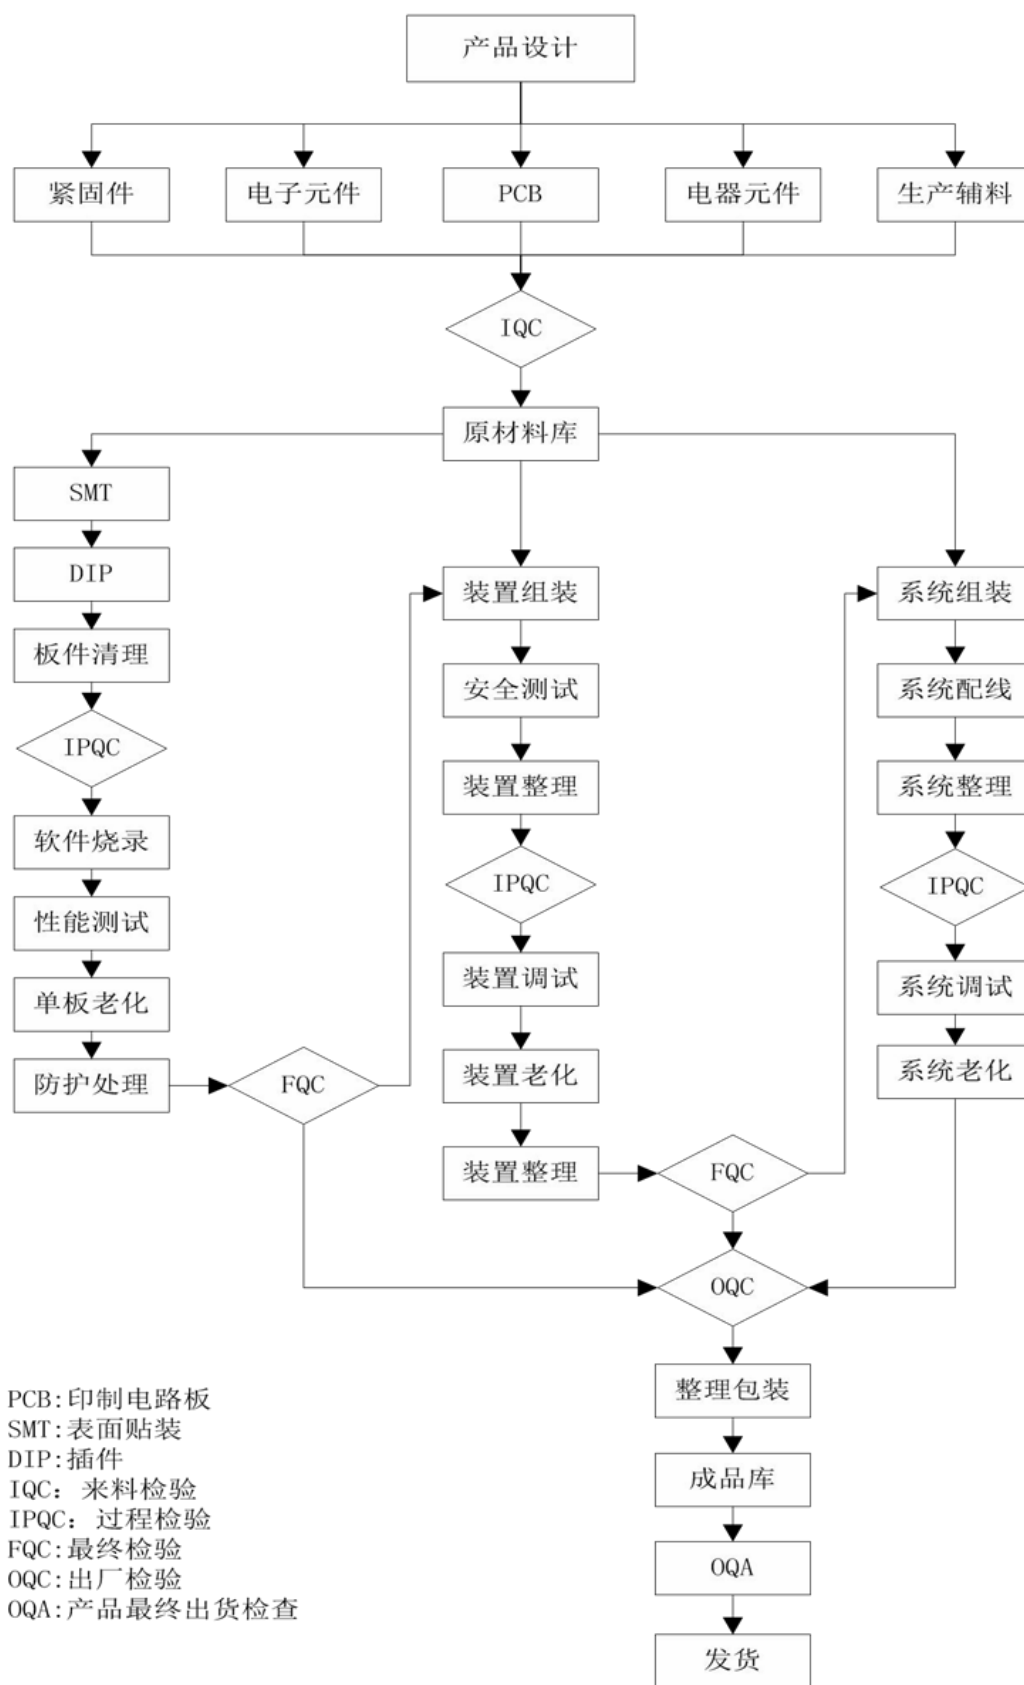 产品设计
紧固件
电子元件
PCB
电器元件
生产辅料
IQC
原材料库
SMT
DIP
板件清理
IPQC
软件烧录
性能测试
单板老化
防护处理
FQC
装置组装
安全测试
装置整理
IPQC
装置调试
装置老化
装置整理
FQC
系统组装
系统配线
系统整理
IPQC
系统调试
系统老化
OQC
整理包装
成品库
OQA
发货
PCB:印制电路板
SMT:表面贴装
DIP:插件
IQC：来料检验
IPQC：过程检验
FQC:最终检验
OQC:出厂检验
OQA:产品最终出货检查